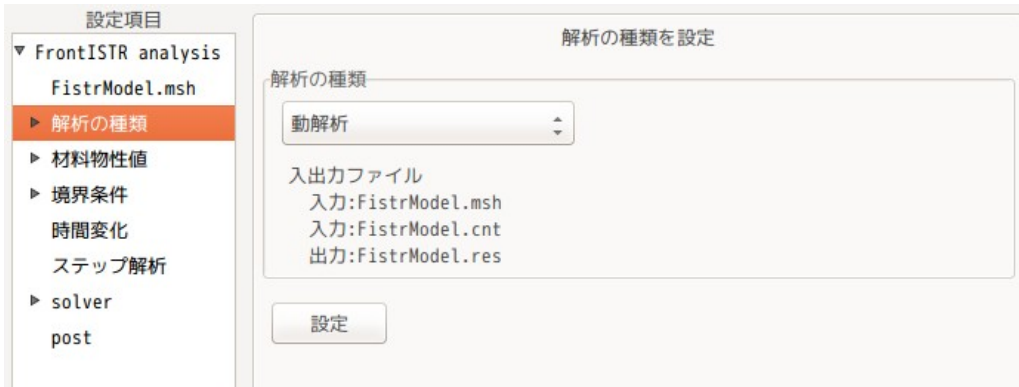 設定項目
FrontISTR analysis
FistrModel.msh
解析の種類
材料物性値
境界条件
時間変化
ステップ解析
solver
post
解析の種類を設定
解析の種類
動解析
入出力ファイル
入力:FistrModel.msh
入力:FistrModel.cnt
出力:FistrModel.res
設定